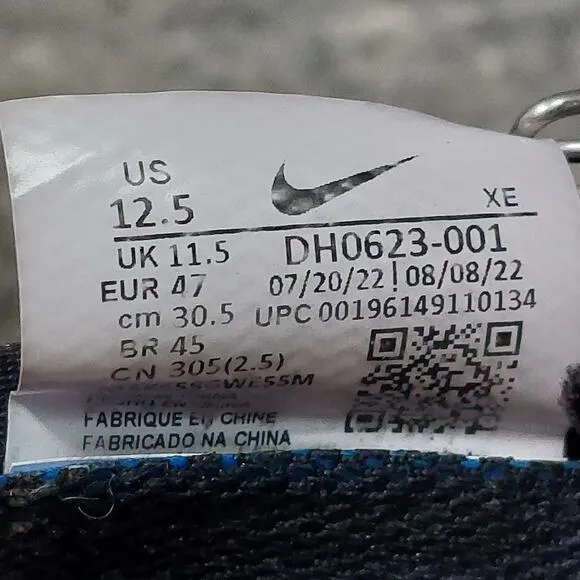 US
12.5
XE
UK 11.5 DH0623-001
EUR 47 07/20/22 | 08/08/22
cm 30.5 UPC 00196149110134
BR 45
CN 305(2.5)
FABRIQUE EN CHINE
FABRICADO NA CHINA